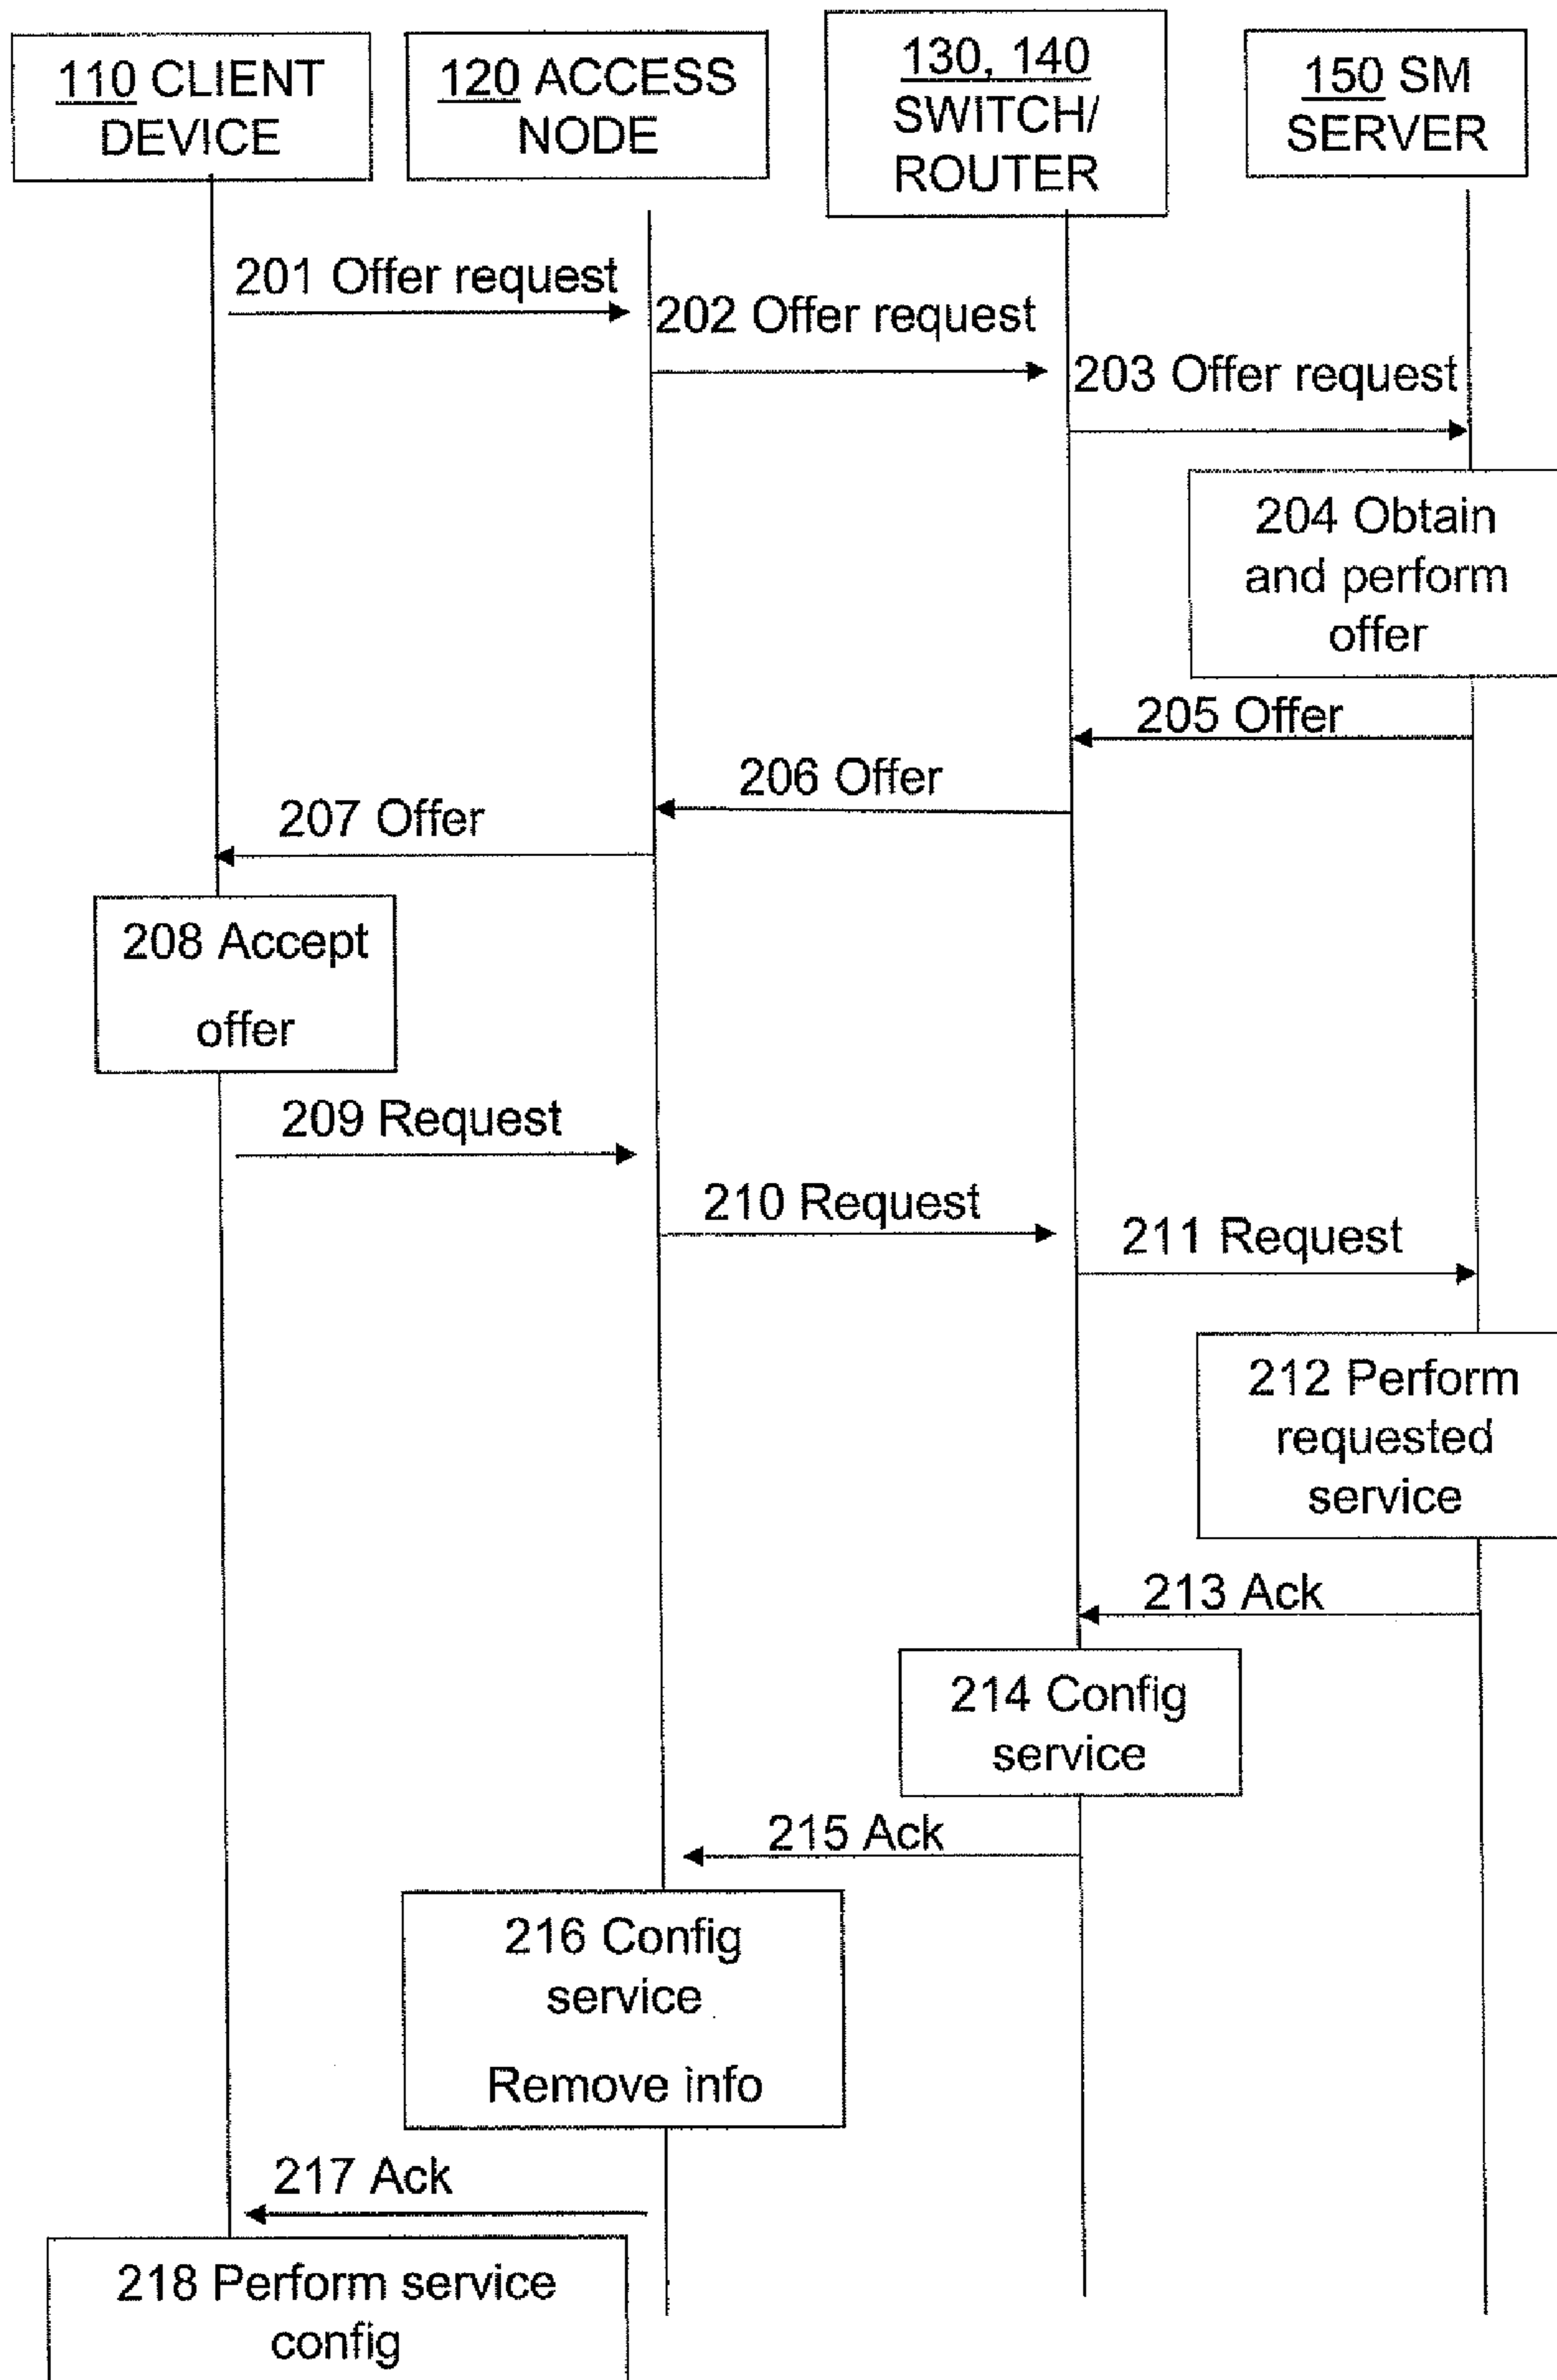 110 CLIENT
DEVICE
120 ACCESS
NODE
130, 140
SWITCH/
ROUTER
150 SM
SERVER
201 Offer request
202 Offer request
203 Offer request
204 Obtain
and perform
offer
205 Offer
206 Offer
207 Offer
208 Accept
offer
209 Request
210 Request
211 Request
212 Perform
requested
service
213 Ack
214 Config
service
215 Ack
216 Config
service
Remove info
217 Ack
218 Perform service
config